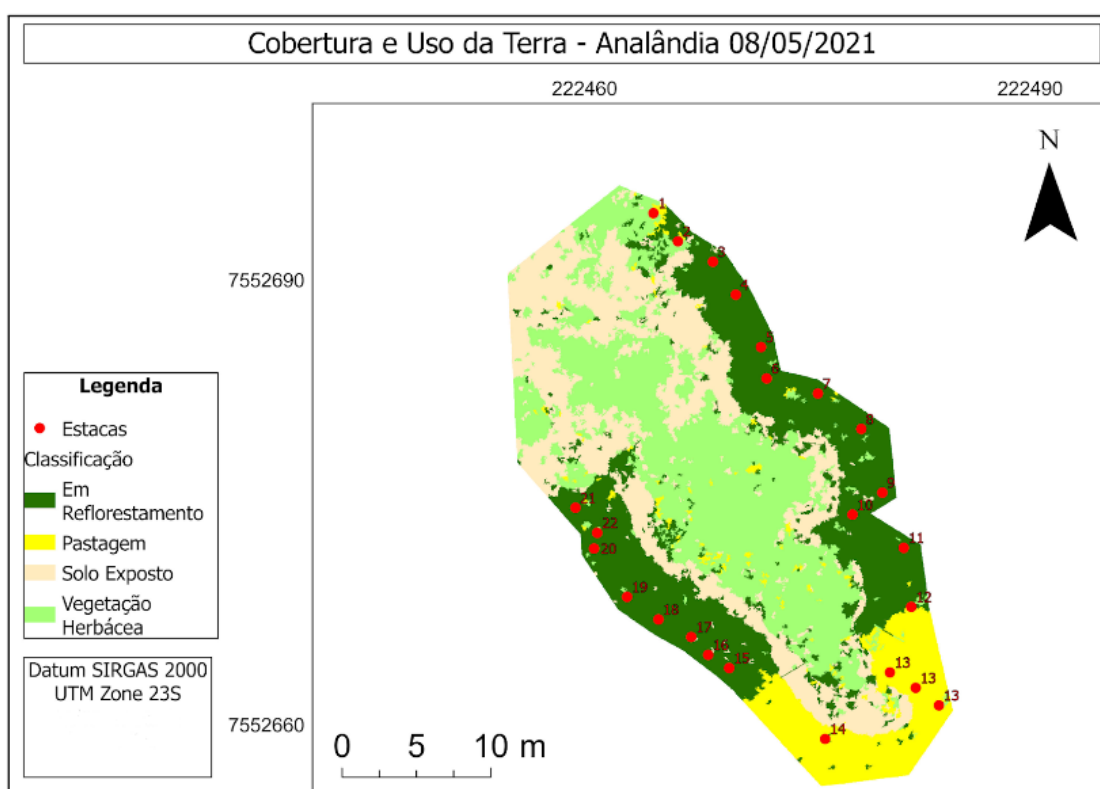 Cobertura e Uso da Terra - Analândia 08/05/2021
222460
222490
N
7552690
7552660
1
2
3
4
5
6
7
8
9
10
11
12
13
13
13
14
15
16
17
18
19
20
22
21
Legenda
Estacas
Classificação
Em
Reflorestamento
Pastagem
Solo Exposto
Vegetação
Herbácea
Datum SIRGAS 2000
UTM Zone 23S
0 5 10 m